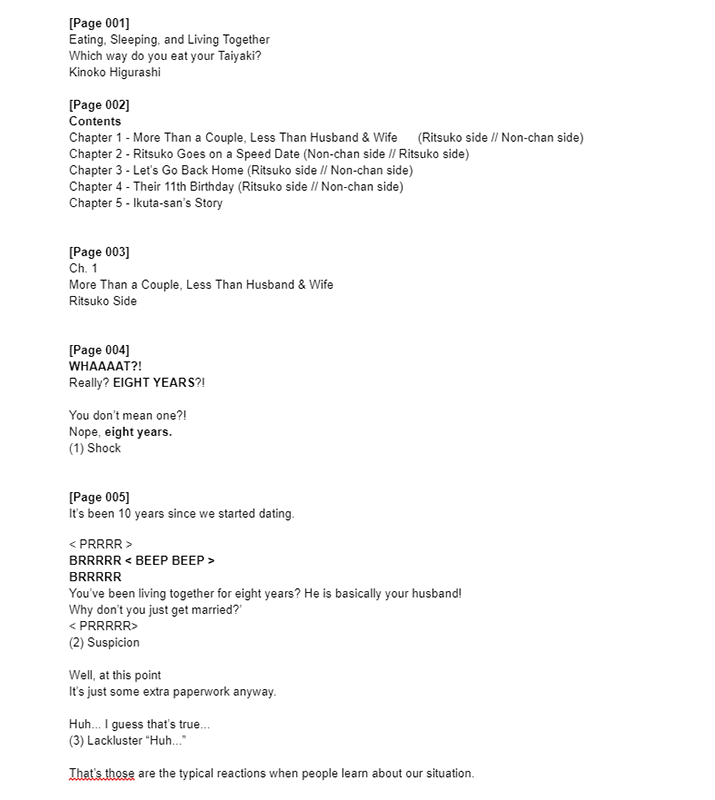 [Page 001]
Eating, Sleeping, and Living Together
Which way do you eat your Taiyaki?
Kinoko Higurashi
[Page 002]
Contents
Chapter 1 - More Than a Couple, Less Than Husband & Wife (Ritsuko side // Non-chan side)
Chapter 2 - Ritsuko Goes on a Speed Date (Non-chan side // Ritsuko side)
Chapter 3 - Let's Go Back Home (Ritsuko side // Non-chan side)
Chapter 4 - Their 11th Birthday (Ritsuko side // Non-chan side)
Chapter 5 - Ikuta-san's Story
[Page 003]
Ch. 1
More Than a Couple, Less Than Husband & Wife
Ritsuko Side
[Page 004]
WHAAAAT?!
Really? EIGHT YEARS?!
You don't mean one?!
Nope, eight years.
(1) Shock
[Page 005]
It's been 10 years since we started dating.
< PRRRR >
BRRRRR < BEEP BEEP >
BRRRRR
You've been living together for eight years? He is basically your husband!
Why don't you just get married?'
< PRRRRR>
(2) Suspicion
Well, at this point
It's just some extra paperwork anyway.
Huh... I guess that's true...
(3) Lackluster “Huh...”
That's those are the typical reactions when people learn about our situation.